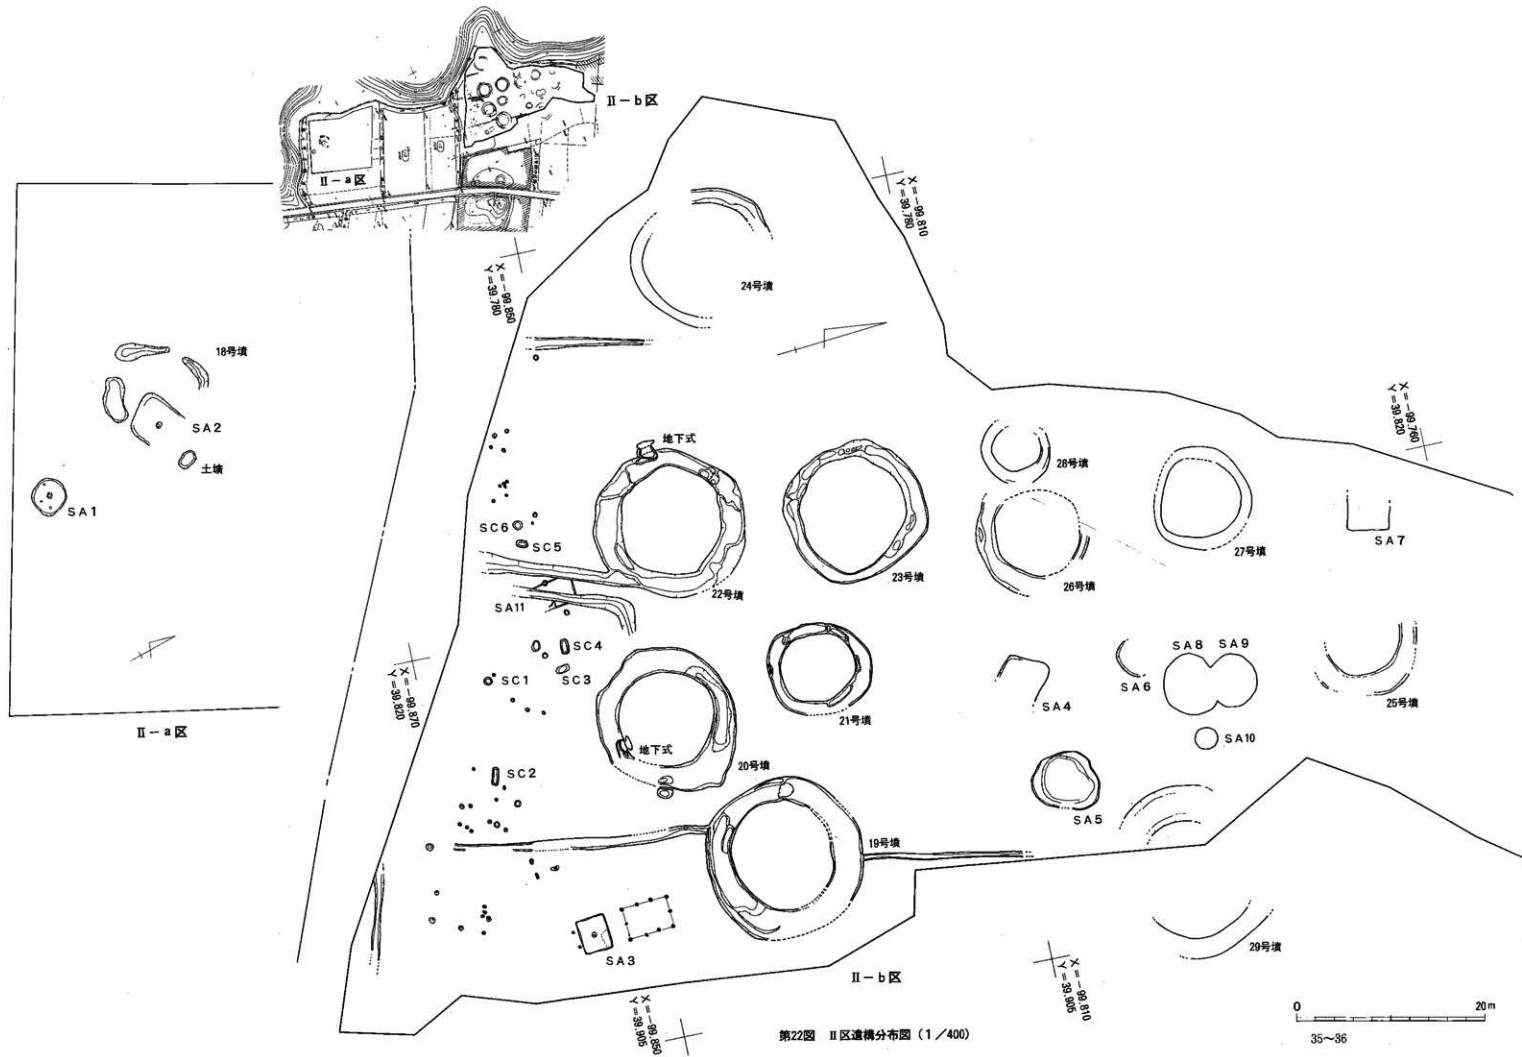 II-b区
II-a区
X=-99.810
Y=39.780
X=-99.850
Y=39.780
24号墳
18号墳
SA2
土壙
SA1
X=-99.760
Y=39.820
地下式
28号墳
SC6
SC5
SA7
27号墳
23号墳
26号墳
22号墳
SA11
SC4
SA8 SA9
SC3
SC1
SA6
X=-99.870
Y=39.820
SA4
25号墳
21号墳
II-a区
SA10
地下式
20号墳
SC2
SA5
19号墳
29号墳
SA3
II-b区
X=-99.810
Y=39.905
X=-99.850
Y=39.905
第22図 II区遺構分布図(1/400)
0 20m
35~36